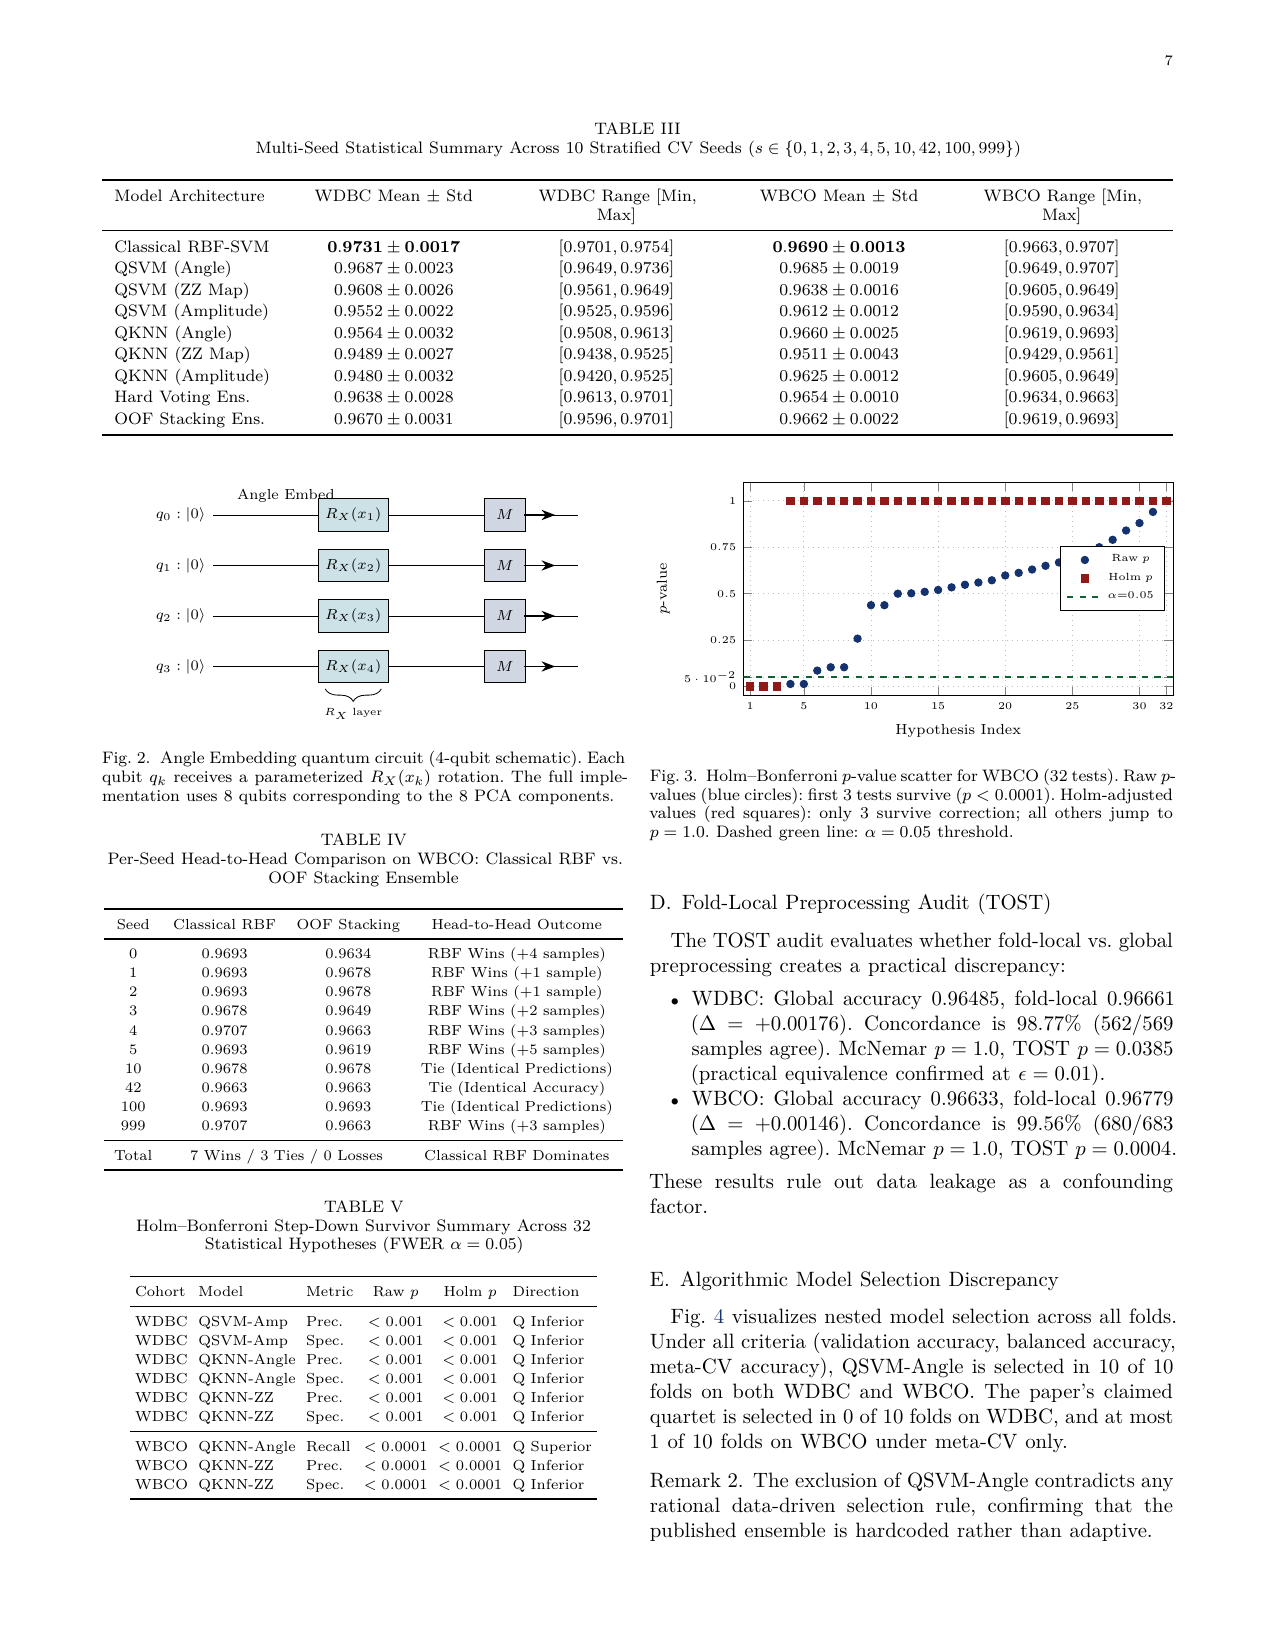 7
TABLE III
Multi-Seed Statistical Summary Across 10 Stratified CV Seeds (s ∈ {0, 1, 2, 3, 4, 5, 10, 42, 100, 999})
Model Architecture WDBC Mean ± Std WDBC Range [Min, Max] WBCO Mean ± Std WBCO Range [Min, Max]
Classical RBF-SVM 0.9731 ± 0.0017 [0.9701, 0.9754] 0.9690 ± 0.0013 [0.9663, 0.9707]
QSVM (Angle) 0.9687 ± 0.0023 [0.9649, 0.9736] 0.9685 ± 0.0019 [0.9649, 0.9707]
QSVM (ZZ Map) 0.9608 ± 0.0026 [0.9561, 0.9649] 0.9638 ± 0.0016 [0.9605, 0.9649]
QSVM (Amplitude) 0.9552 ± 0.0022 [0.9525, 0.9596] 0.9612 ± 0.0012 [0.9590, 0.9634]
QKNN (Angle) 0.9564 ± 0.0032 [0.9508, 0.9613] 0.9660 ± 0.0025 [0.9619, 0.9693]
QKNN (ZZ Map) 0.9489 ± 0.0027 [0.9438, 0.9525] 0.9511 ± 0.0043 [0.9429, 0.9561]
QKNN (Amplitude) 0.9480 ± 0.0032 [0.9420, 0.9525] 0.9625 ± 0.0012 [0.9605, 0.9649]
Hard Voting Ens. 0.9638 ± 0.0028 [0.9613, 0.9701] 0.9654 ± 0.0010 [0.9634, 0.9663]
OOF Stacking Ens. 0.9670 ± 0.0031 [0.9596, 0.9701] 0.9662 ± 0.0022 [0.9619, 0.9693]
Angle Embed
q0 : |0⟩ RX(x1) M
q1 : |0⟩ RX(x2) M
q2 : |0⟩ RX(x3) M
q3 : |0⟩ RX(x4) M
RX layer
Fig. 2. Angle Embedding quantum circuit (4-qubit schematic). Each
qubit qk receives a parameterized RX(xk) rotation. The full imple-
mentation uses 8 qubits corresponding to the 8 PCA components.
TABLE IV
Per-Seed Head-to-Head Comparison on WBCO: Classical RBF vs.
OOF Stacking Ensemble
Seed Classical RBF OOF Stacking Head-to-Head Outcome
0 0.9693 0.9634 RBF Wins (+4 samples)
1 0.9693 0.9678 RBF Wins (+1 sample)
2 0.9693 0.9678 RBF Wins (+1 sample)
3 0.9678 0.9649 RBF Wins (+2 samples)
4 0.9707 0.9663 RBF Wins (+3 samples)
5 0.9693 0.9619 RBF Wins (+5 samples)
10 0.9678 0.9678 Tie (Identical Predictions)
42 0.9663 0.9663 Tie (Identical Accuracy)
100 0.9693 0.9693 Tie (Identical Predictions)
999 0.9707 0.9663 RBF Wins (+3 samples)
Total 7 Wins / 3 Ties / 0 Losses Classical RBF Dominates
TABLE V
Holm–Bonferroni Step-Down Survivor Summary Across 32
Statistical Hypotheses (FWER α = 0.05)
Cohort Model Metric Raw p Holm p Direction
WDBC QSVM-Amp Prec. < 0.001 < 0.001 Q Inferior
WDBC QSVM-Amp Spec. < 0.001 < 0.001 Q Inferior
WDBC QKNN-Angle Prec. < 0.001 < 0.001 Q Inferior
WDBC QKNN-Angle Spec. < 0.001 < 0.001 Q Inferior
WDBC QKNN-ZZ Prec. < 0.001 < 0.001 Q Inferior
WDBC QKNN-ZZ Spec. < 0.001 < 0.001 Q Inferior
WBCO QKNN-Angle Recall < 0.0001 < 0.0001 Q Superior
WBCO QKNN-ZZ Prec. < 0.0001 < 0.0001 Q Inferior
WBCO QKNN-ZZ Spec. < 0.0001 < 0.0001 Q Inferior
p-value
1
0.75
0.5
0.25
5 · 10−2
0
1 5 10 15 20 25 30 32
Hypothesis Index
Raw p
Holm p
α=0.05
Fig. 3. Holm–Bonferroni p-value scatter for WBCO (32 tests). Raw p-
values (blue circles): first 3 tests survive (p < 0.0001). Holm-adjusted
values (red squares): only 3 survive correction; all others jump to
p = 1.0. Dashed green line: α = 0.05 threshold.
D. Fold-Local Preprocessing Audit (TOST)
The TOST audit evaluates whether fold-local vs. global
preprocessing creates a practical discrepancy:
• WDBC: Global accuracy 0.96485, fold-local 0.96661
(Δ = +0.00176). Concordance is 98.77% (562/569
samples agree). McNemar p = 1.0, TOST p = 0.0385
(practical equivalence confirmed at ϵ = 0.01).
• WBCO: Global accuracy 0.96633, fold-local 0.96779
(Δ = +0.00146). Concordance is 99.56% (680/683
samples agree). McNemar p = 1.0, TOST p = 0.0004.
These results rule out data leakage as a confounding
factor.
E. Algorithmic Model Selection Discrepancy
Fig. 4 visualizes nested model selection across all folds.
Under all criteria (validation accuracy, balanced accuracy,
meta-CV accuracy), QSVM-Angle is selected in 10 of 10
folds on both WDBC and WBCO. The paper's claimed
quartet is selected in 0 of 10 folds on WDBC, and at most
1 of 10 folds on WBCO under meta-CV only.
Remark 2. The exclusion of QSVM-Angle contradicts any
rational data-driven selection rule, confirming that the
published ensemble is hardcoded rather than adaptive.